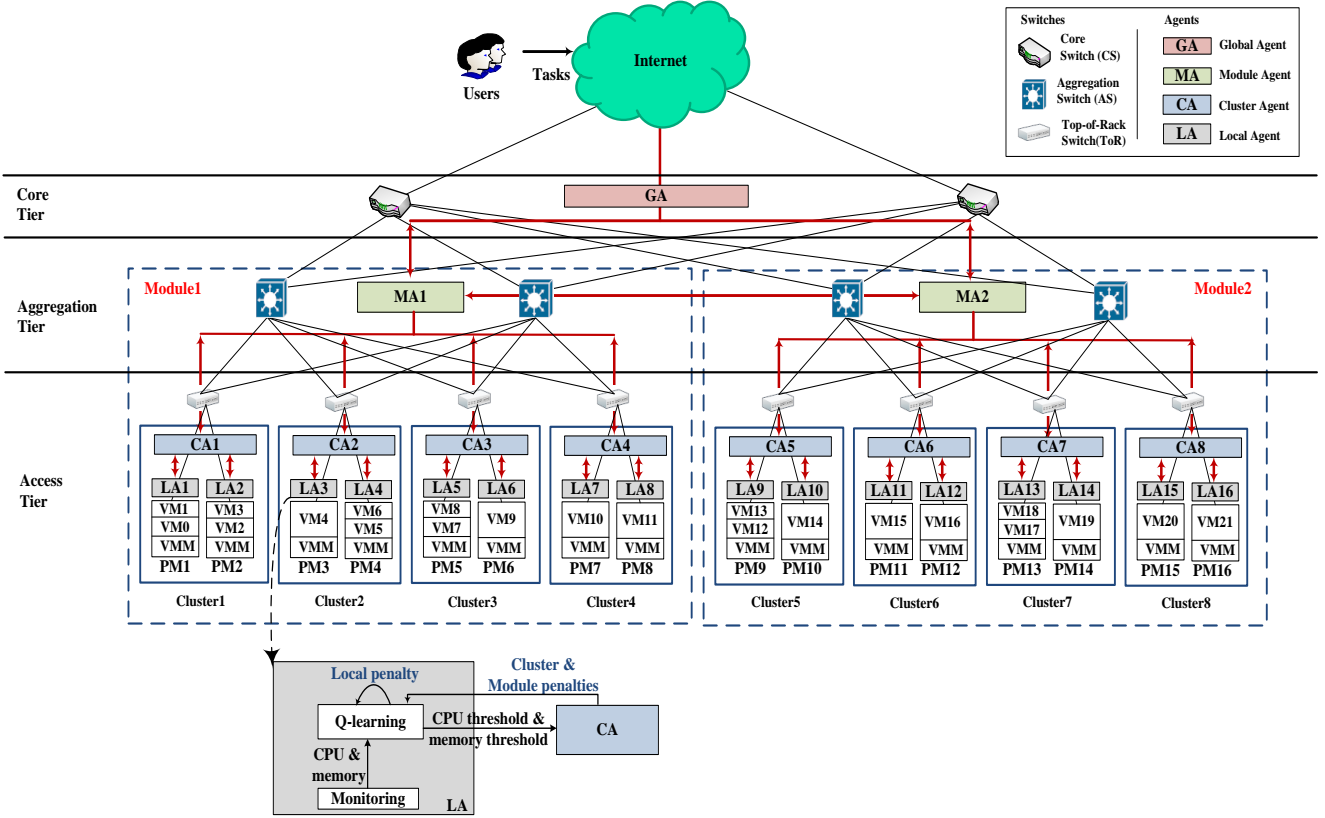 Switches
Agents
Core
Switch (CS)
GA
Global Agent
Aggregation
Switch (AS)
MA
Module Agent
CA
Cluster Agent
Top-of-Rack
Switch(ToR)
LA
Local Agent
Users
Tasks
Internet
Core
Tier
GA
Aggregation
Tier
Module1
MA1
MA2
Module2
Access
Tier
CA1
CA2
CA3
CA4
CA5
CA6
CA7
CA8
LA1
LA2
LA3
LA4
LA5
LA6
LA7
LA8
LA9
LA10
LA11
LA12
LA13
LA14
LA15
LA16
VM1
VM0
VMM
PM1
VM3
VM2
VMM
PM2
VM4
VMM
PM3
VM6
VM5
VMM
PM4
VM8
VM7
VMM
PM5
VM9
VMM
PM6
VM10
VMM
PM7
VM11
VMM
PM8
VM13
VM12
VMM
PM9
VM14
VMM
PM10
VM15
VMM
PM11
VM16
VMM
PM12
VM18
VM17
VMM
PM13
VM19
VMM
PM14
VM20
VMM
PM15
VM21
VMM
PM16
Cluster1
Cluster2
Cluster3
Cluster4
Cluster5
Cluster6
Cluster7
Cluster8
Local penalty
Cluster &
Module penalties
Q-learning
CPU threshold &
memory threshold
CA
CPU &
memory
Monitoring
LA